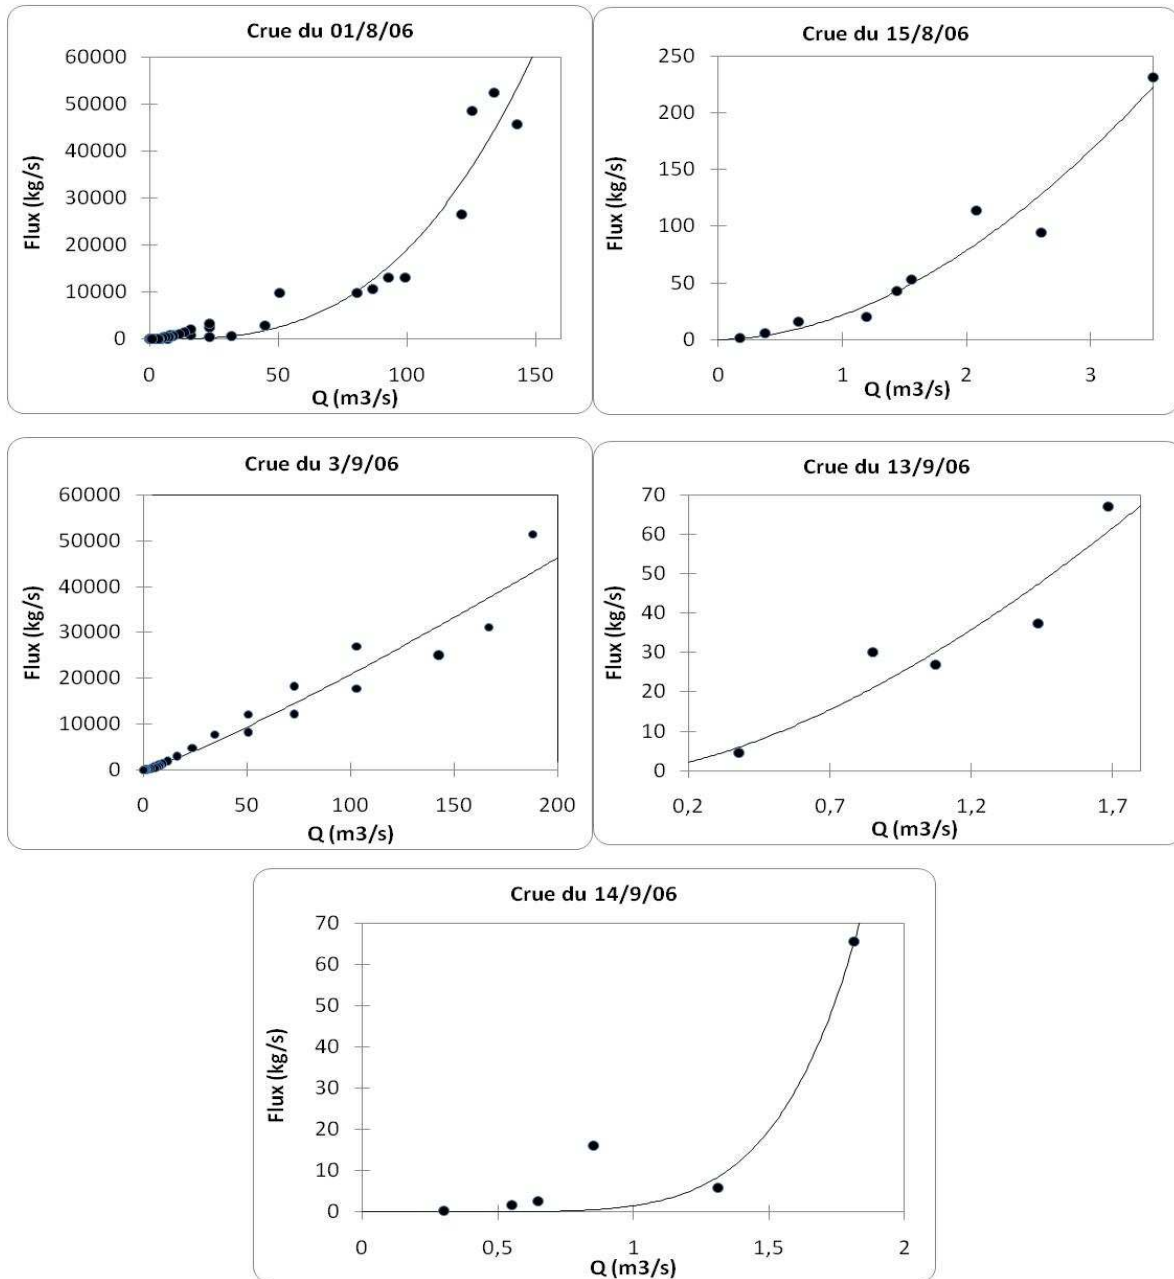 Crue du 01/8/06
60000
50000
40000
30000
20000
10000
0
Flux (kg/s)
0 50 100 150
Q (m3/s)
Crue du 15/8/06
250
200
150
100
50
0
Flux (kg/s)
0 1 2 3
Q (m3/s)
Crue du 3/9/06
60000
50000
40000
30000
20000
10000
0
Flux (kg/s)
0 50 100 150 200
Q (m3/s)
Crue du 13/9/06
70
60
50
40
30
20
10
0
Flux (kg/s)
0,2 0,7 1,2 1,7
Q (m3/s)
Crue du 14/9/06
70
60
50
40
30
20
10
0
Flux (kg/s)
0 0,5 1 1,5 2
Q (m3/s)